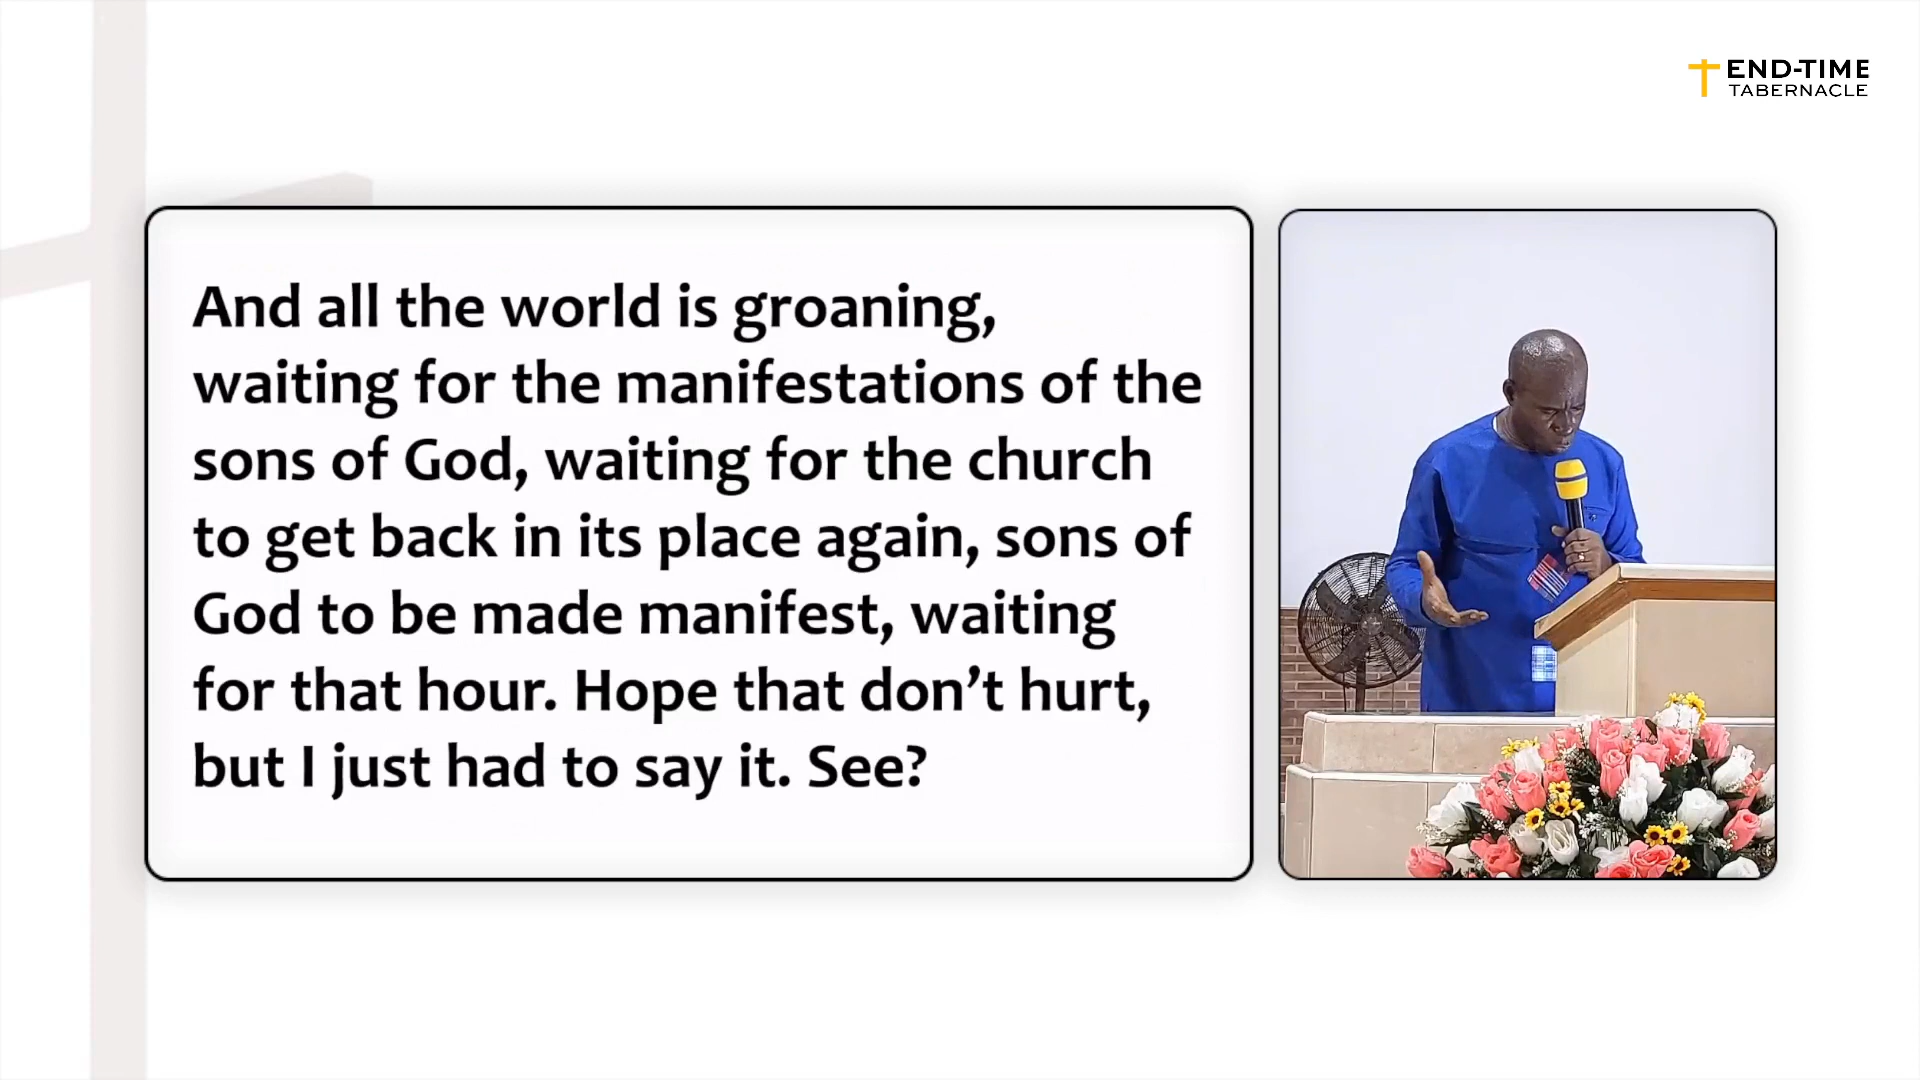 END-TIME
TABERNACLE
And all the world is groaning,
waiting for the manifestations of the
sons of God, waiting for the church
to get back in its place again, sons of
God to be made manifest, waiting
for that hour. Hope that don’t hurt,
but I just had to say it. See?